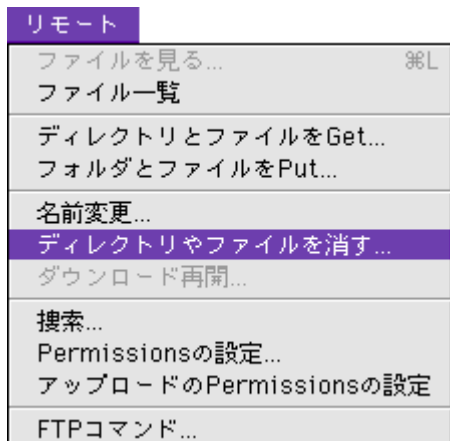 リモート
ファイルを見る... ⌘L
ファイル一覧
ディレクトリとファイルをGet...
フォルダとファイルをPut...
名前変更...
ディレクトリやファイルを消す...
ダウンロード再開...
捜索...
Permissionsの設定...
アップロードのPermissionsの設定
FTPコマンド...